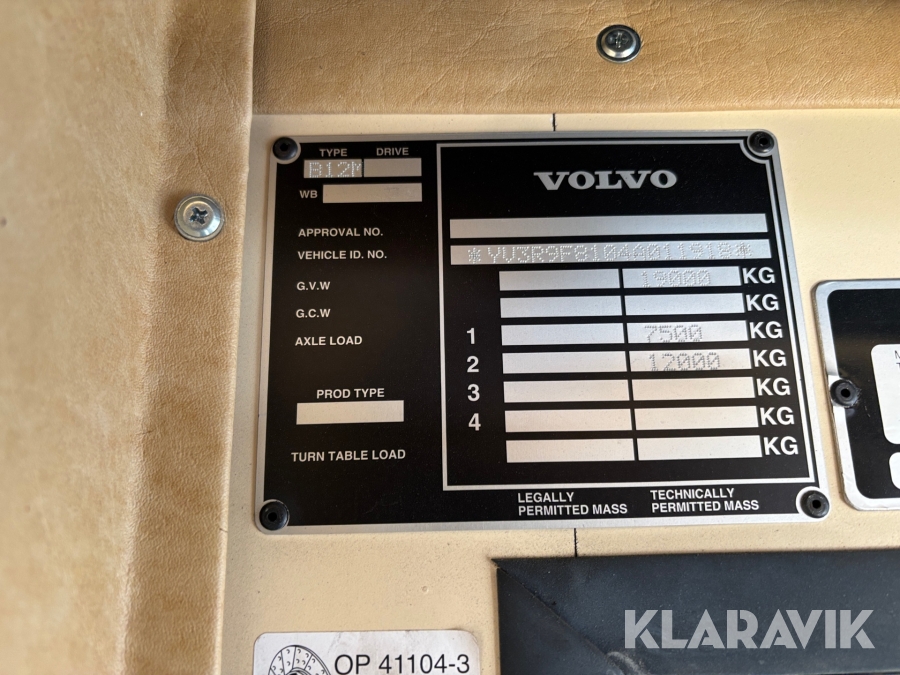 TYPE DRIVE
B12M
WB
VOLVO
APPROVAL NO.
VEHICLE ID. NO. *YV3R9F8104A011918*
G.V.W 19000 KG
G.C.W KG
AXLE LOAD 1 7500 KG
2 12000 KG
3 KG
PROD TYPE
4 KG
TURN TABLE LOAD KG
LEGALLY PERMITTED MASS
TECHNICALLY PERMITTED MASS
OP 41104-3
KLARAVIK